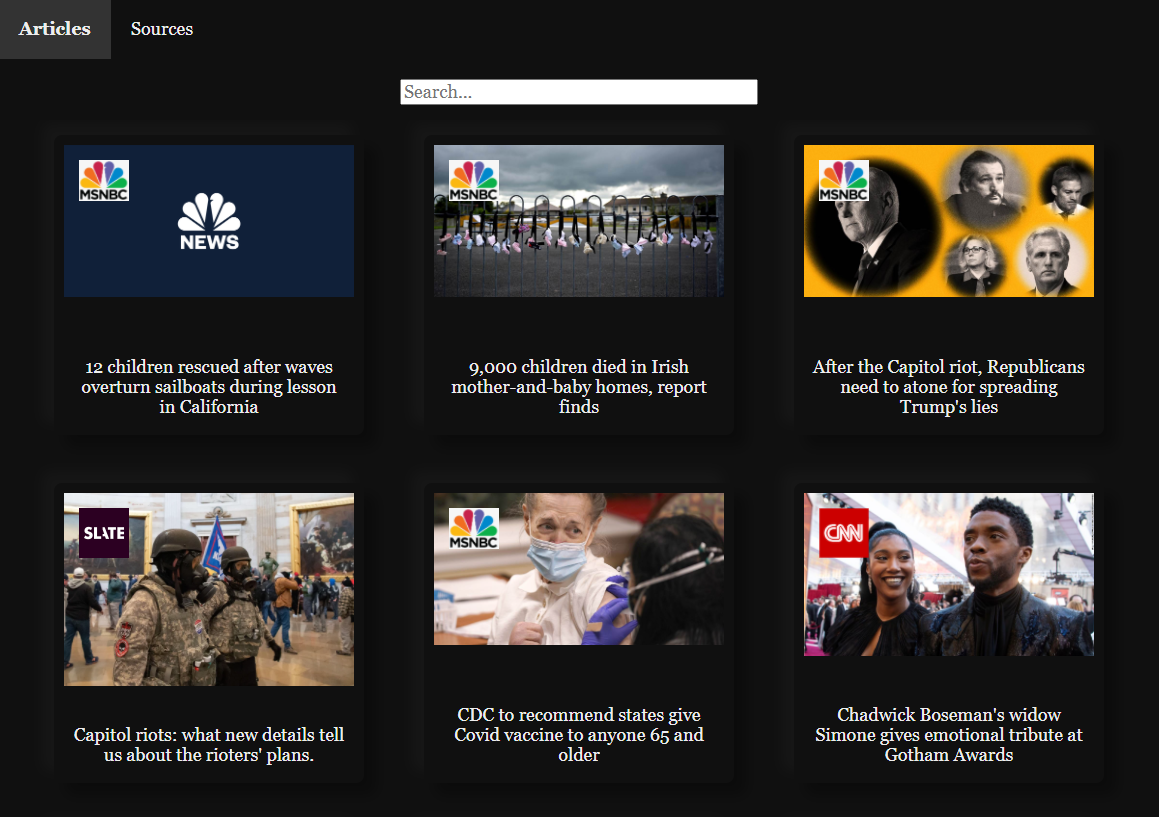 Articles
Sources
Search...
MSNBC
NEWS
MSNBC
MSNBC
12 children rescued after waves
overturn sailboats during lesson
in California
9,000 children died in Irish
mother-and-baby homes, report
finds
After the Capitol riot, Republicans
need to atone for spreading
Trump's lies
SLATE
MSNBC
CNN
Capitol riots: what new details tell
us about the rioters' plans.
CDC to recommend states give
Covid vaccine to anyone 65 and
older
Chadwick Boseman's widow
Simone gives emotional tribute at
Gotham Awards